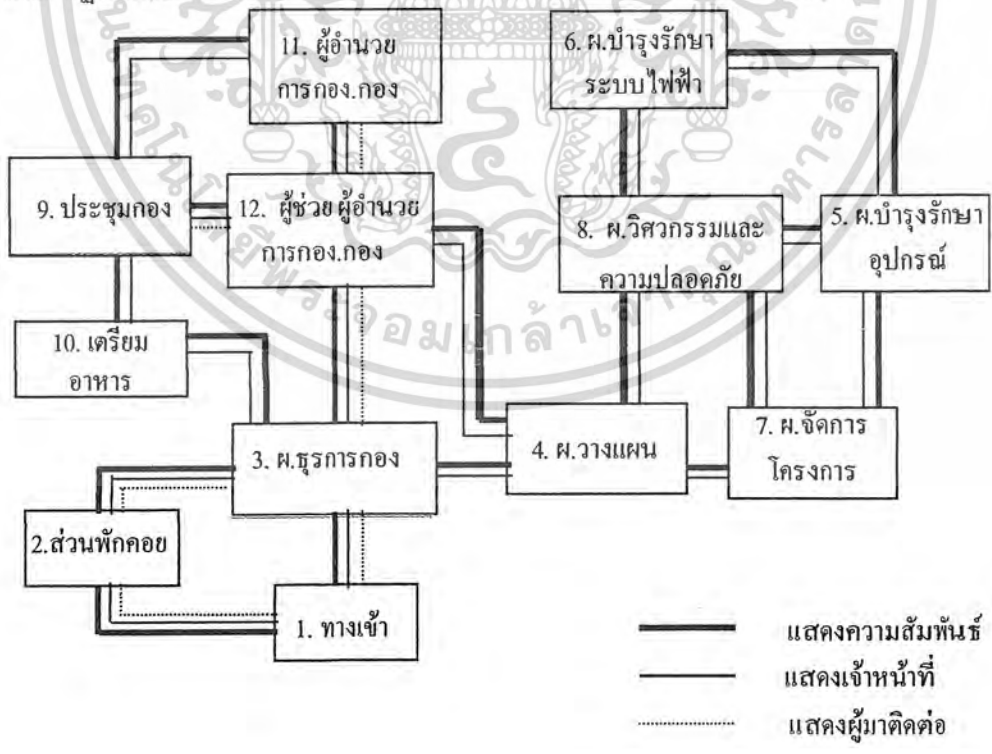 11. ผู้อำนวย
การกอง.กอง
6. ผ.บำรุงรักษา
ระบบไฟฟ้า
9. ประชุมกอง
12. ผู้ช่วย ผู้อำนวย
การกอง.กอง
8. ผ.วิศวกรรมและ
ความปลอดภัย
5. ผ.บำรุงรักษา
อุปกรณ์
10. เตรียม
อาหาร
3. ผ.ธุรการกอง
4. ผ.วางแผน
7. ผ.จัดการ
โครงการ
2.ส่วนพักคอย
1. ทางเข้า
แสดงความสัมพันธ์
แสดงเจ้าหน้าที่
แสดงผู้มาติดต่อ